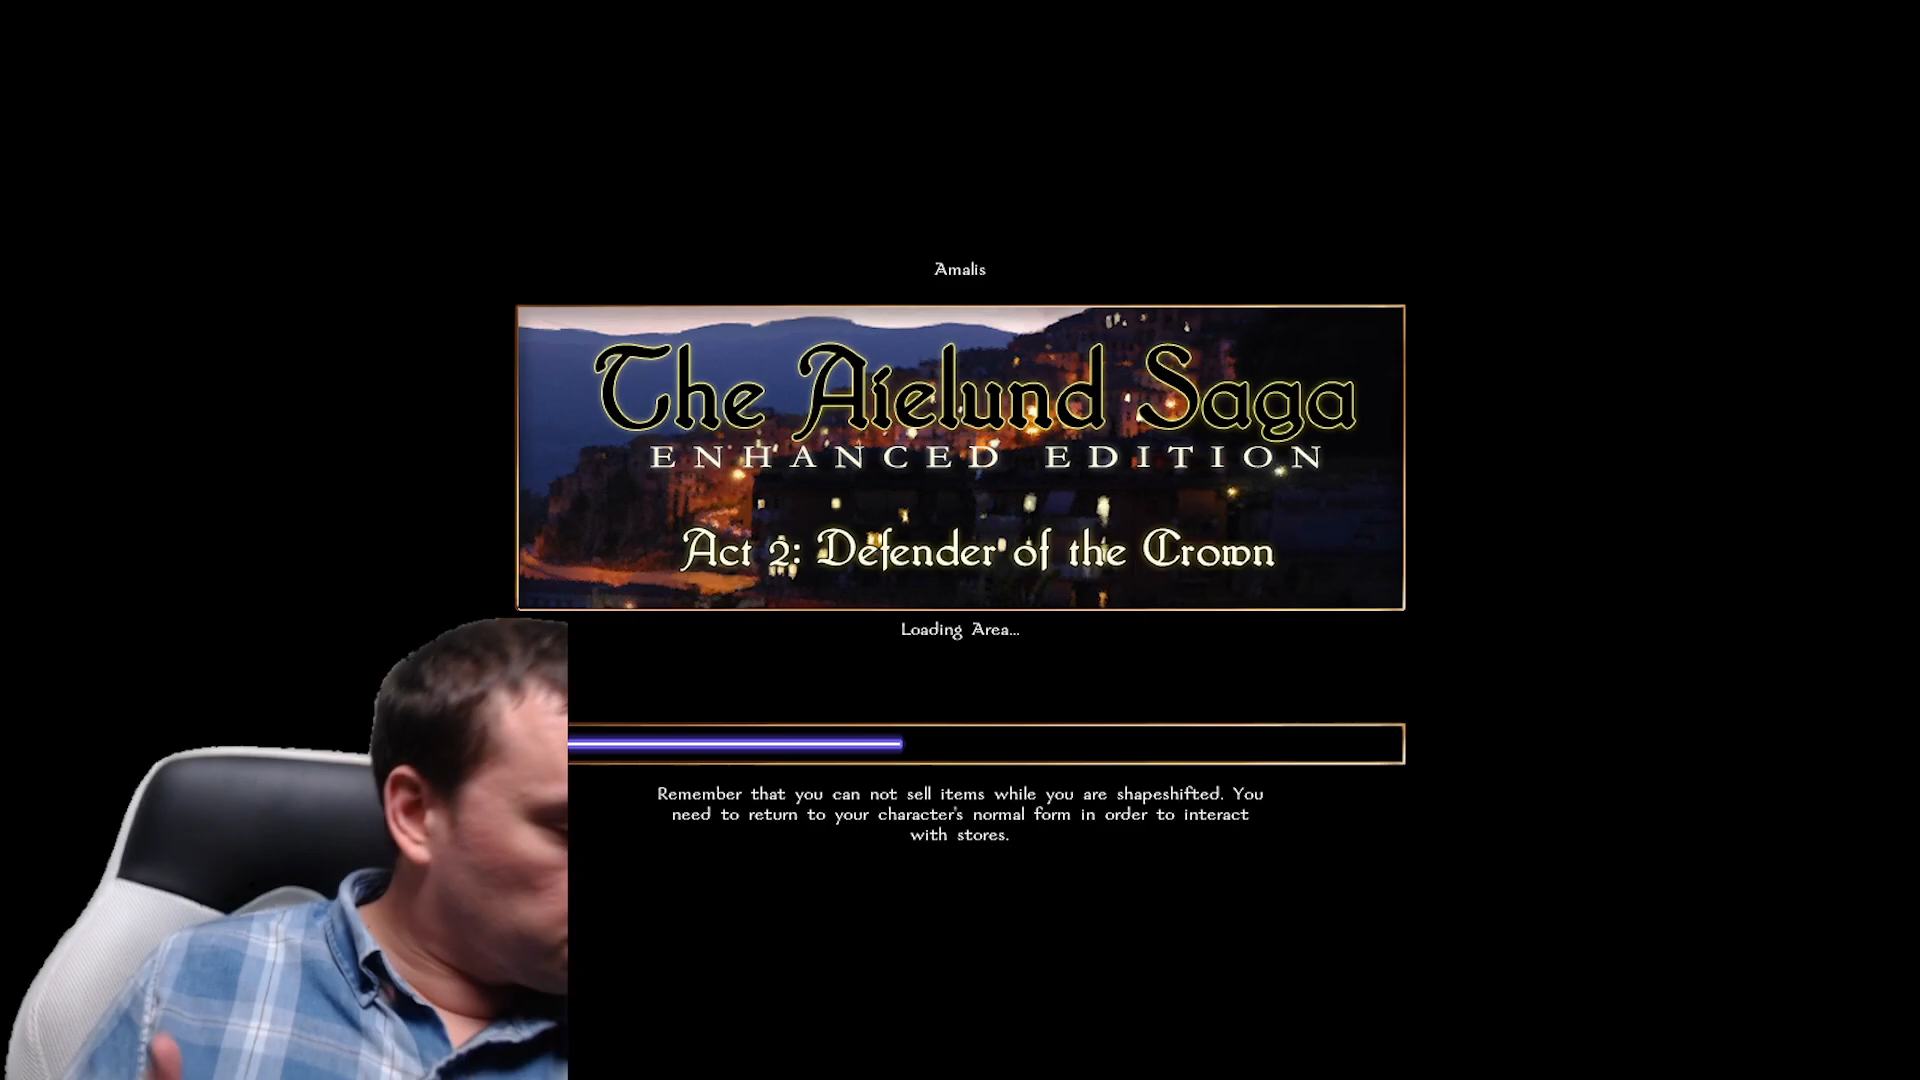 Amalis
The Aielund Saga
ENHANCED EDITION
Act 2: Defender of the Crown
Loading Area...
Remember that you can not sell items while you are shapeshifted. You
need to return to your character's normal form in order to interact
with stores.